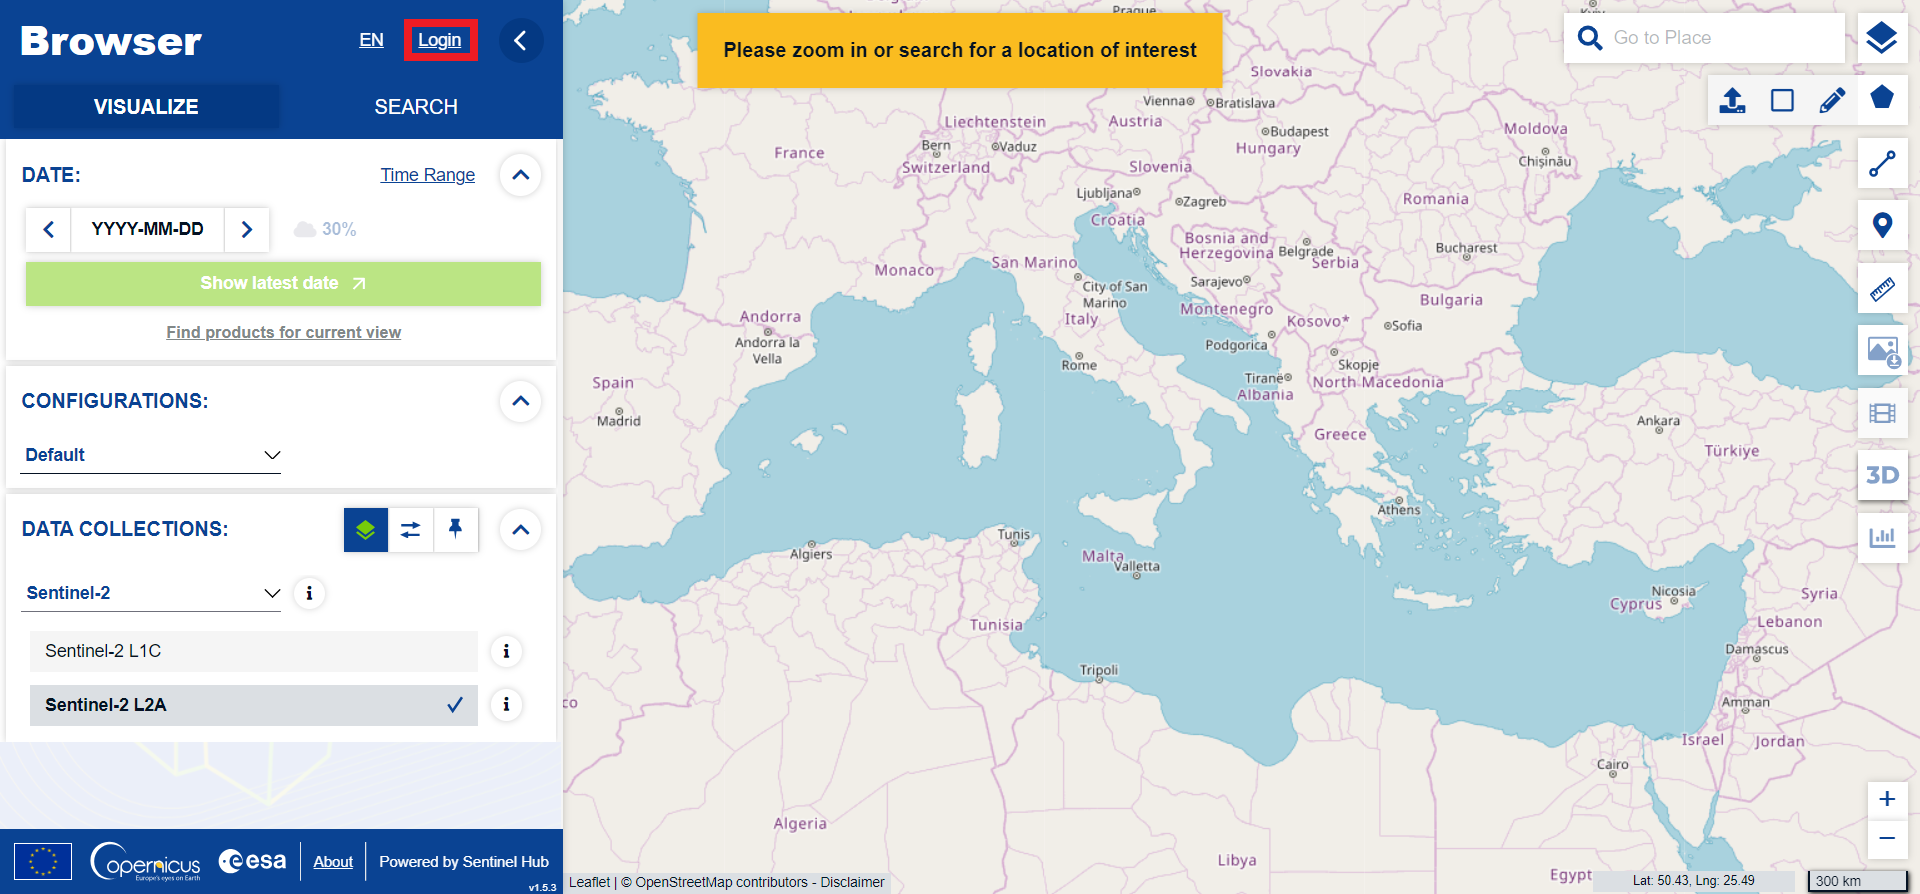 Browser
EN
Login
VISUALIZE
SEARCH
DATE:
Time Range
YYYY-MM-DD
30%
Show latest date
Find products for current view
CONFIGURATIONS:
Default
DATA COLLECTIONS:
Sentinel-2
Sentinel-2 L1C
Sentinel-2 L2A
opernicus
Europe's eyes on Earth
esa
About
Powered by Sentinel Hub
v1.5.3
Please zoom in or search for a location of interest
Go to Place
Prague
Kyiv
Slovakia
Vienna
Bratislava
Liechtenstein
Austria
Budapest
Moldova
Bern
Vaduz
Hungary
Chișinău
France
Switzerland
Slovenia
Ljubljana
Zagreb
Romania
Croatia
Bosnia and
Herzegovina
Belgrade
Serbia
Bucharest
Monaco
San Marino
City of San
Marino
Sarajevo
Bulgaria
Andorra
Andorra la
Vella
Italy
Montenegro
Kosovo*
Sofia
Podgorica
Rome
Skopje
Spain
Madrid
Tiranë
North Macedonia
Albania
Ankara
Greece
Türkiye
3D
Athens
Algiers
Tunis
Malta
Valletta
Nicosia
Cyprus
Syria
Tunisia
Lebanon
Damascus
Tripoli
co
Amman
Israel
Jordan
Cairo
Algeria
Libya
Egypt
+
−
Leaflet | © OpenStreetMap contributors - Disclaimer
Lat: 50.43, Lng: 25.49
300 km